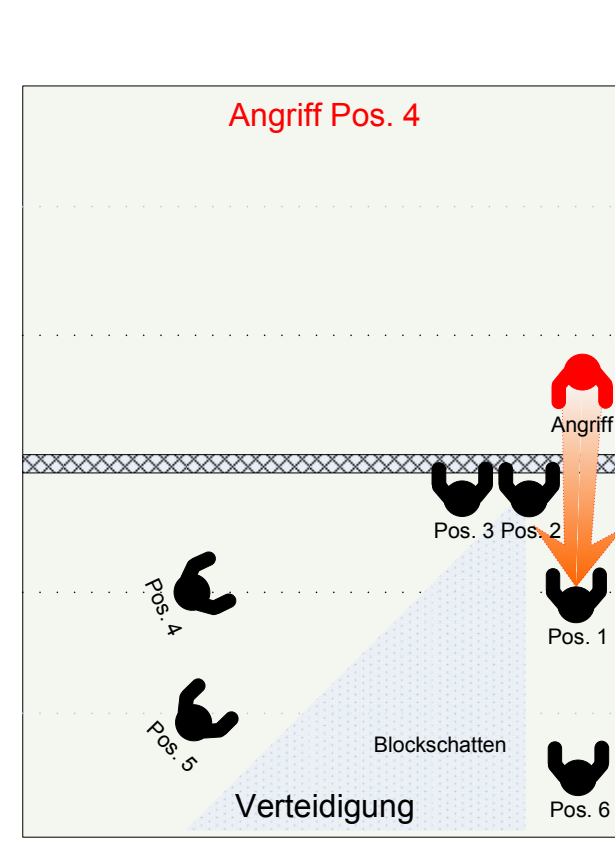 Angriff Pos. 4
Angriff
Pos. 3 Pos. 2
Pos. 4
Pos. 1
Pos. 5
Blockschatten
Verteidigung
Pos. 6